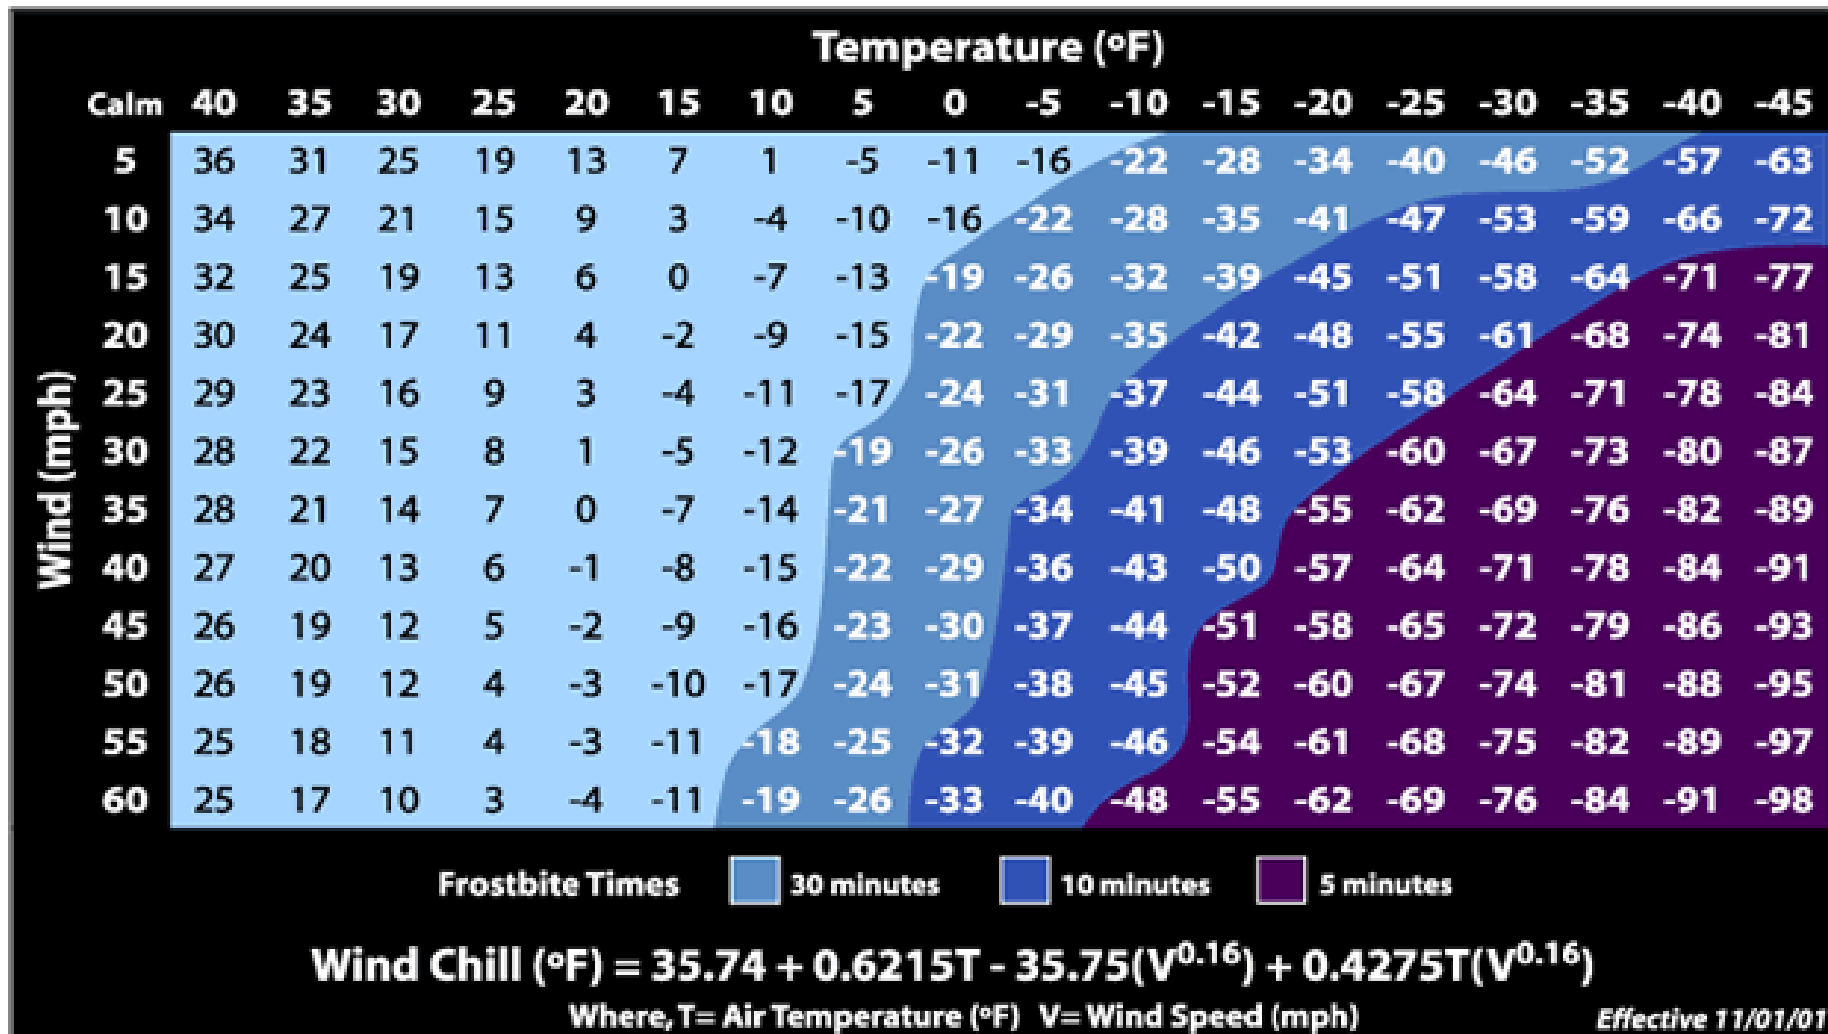 Temperature (ºF)
Calm 40 35 30 25 20 15 10 5 0 -5 -10 -15 -20 -25 -30 -35 -40 -45
5 36 31 25 19 13 7 1 -5 -11 -16 -22 -28 -34 -40 -46 -52 -57 -63
10 34 27 21 15 9 3 -4 -10 -16 -22 -28 -35 -41 -47 -53 -59 -66 -72
15 32 25 19 13 6 0 -7 -13 -19 -26 -32 -39 -45 -51 -58 -64 -71 -77
20 30 24 17 11 4 -2 -9 -15 -22 -29 -35 -42 -48 -55 -61 -68 -74 -81
25 29 23 16 9 3 -4 -11 -17 -24 -31 -37 -44 -51 -58 -64 -71 -78 -84
30 28 22 15 8 1 -5 -12 -19 -26 -33 -39 -46 -53 -60 -67 -73 -80 -87
35 28 21 14 7 0 -7 -14 -21 -27 -34 -41 -48 -55 -62 -69 -76 -82 -89
40 27 20 13 6 -1 -8 -15 -22 -29 -36 -43 -50 -57 -64 -71 -78 -84 -91
45 26 19 12 5 -2 -9 -16 -23 -30 -37 -44 -51 -58 -65 -72 -79 -86 -93
50 26 19 12 4 -3 -10 -17 -24 -31 -38 -45 -52 -60 -67 -74 -81 -88 -95
55 25 18 11 4 -3 -11 -18 -25 -32 -39 -46 -54 -61 -68 -75 -82 -89 -97
60 25 17 10 3 -4 -11 -19 -26 -33 -40 -48 -55 -62 -69 -76 -84 -91 -98
Wind (mph)
Frostbite Times 30 minutes 10 minutes 5 minutes
Wind Chill (ºF) = 35.74 + 0.6215T - 35.75(V^0.16) + 0.4275T(V^0.16)
Where, T= Air Temperature (ºF) V= Wind Speed (mph)
Effective 11/01/01